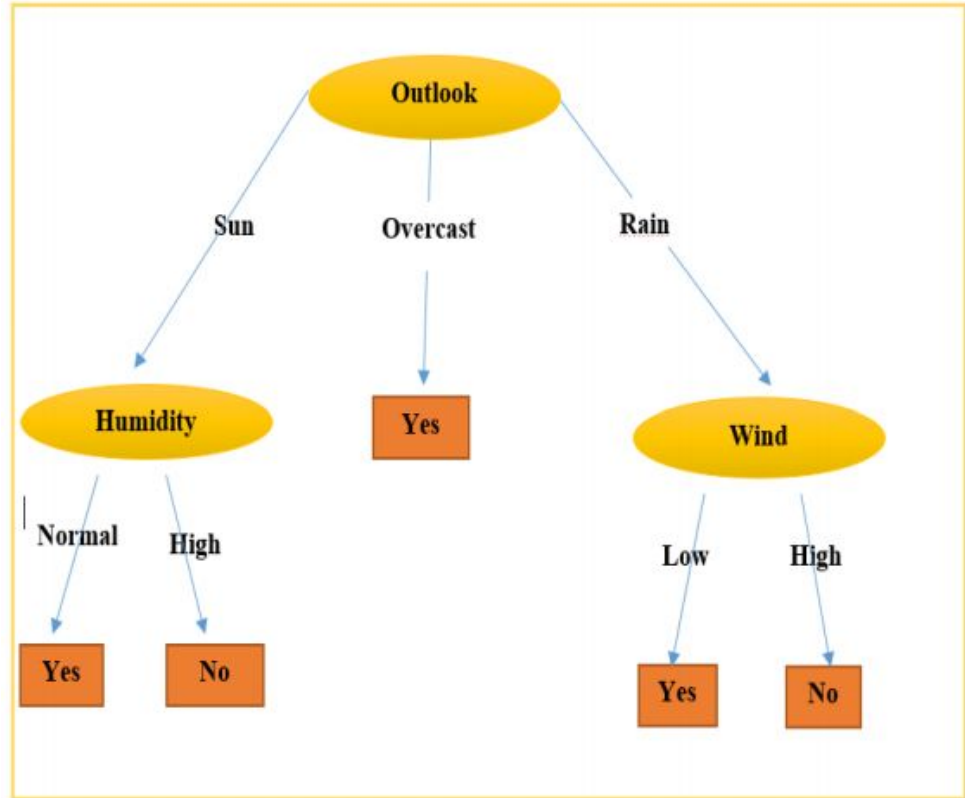 Outlook
Sun
Overcast
Rain
Humidity
Yes
Wind
Normal
High
Low
High
Yes
No
Yes
No